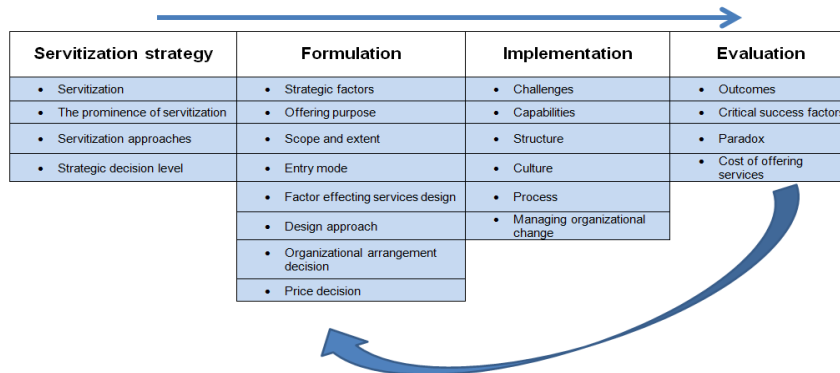 Servitization strategy
Formulation
Implementation
Evaluation
• Servitization
• Strategic factors
• Challenges
• Outcomes
• The prominence of servitization
• Offering purpose
• Capabilities
• Critical success factors
• Servitization approaches
• Scope and extent
• Structure
• Paradox
• Strategic decision level
• Entry mode
• Culture
• Cost of offering
services
• Factor effecting services design
• Process
• Design approach
• Managing organizational
change
• Organizational arrangement
decision
• Price decision